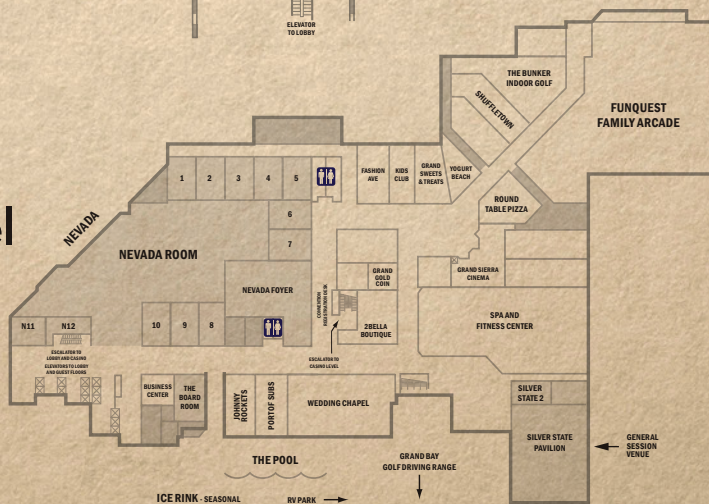 ELEVATOR
TO LOBBY
THE BUNKER
INDOOR GOLF
SHUFFLETOWN
FUNQUEST
FAMILY ARCADE
1
2
3
4
5
FASHION
AVE
KIDS
CLUB
GRAND
SWEETS
& TREATS
YOGURT
BEACH
ROUND
TABLE PIZZA
6
7
NEVADA
NEVADA ROOM
NEVADA FOYER
GRAND
GOLD
COIN
GRAND SIERRA
CINEMA
CONVENTION
REGISTRATION DESK
2BELLA
BOUTIQUE
SPA AND
FITNESS CENTER
N11
N12
10
9
8
ESCALATOR TO
LOBBY AND CASINO
ELEVATORS TO LOBBY
AND GUEST FLOORS
ESCALATOR TO
CASINO LEVEL
BUSINESS
CENTER
THE
BOARD
ROOM
JOHNNY
ROCKETS
PORT OF SUBS
WEDDING CHAPEL
SILVER
STATE 2
SILVER STATE
PAVILION
GENERAL
SESSION
VENUE
THE POOL
GRAND BAY
GOLF DRIVING RANGE
ICE RINK - SEASONAL
RV PARK